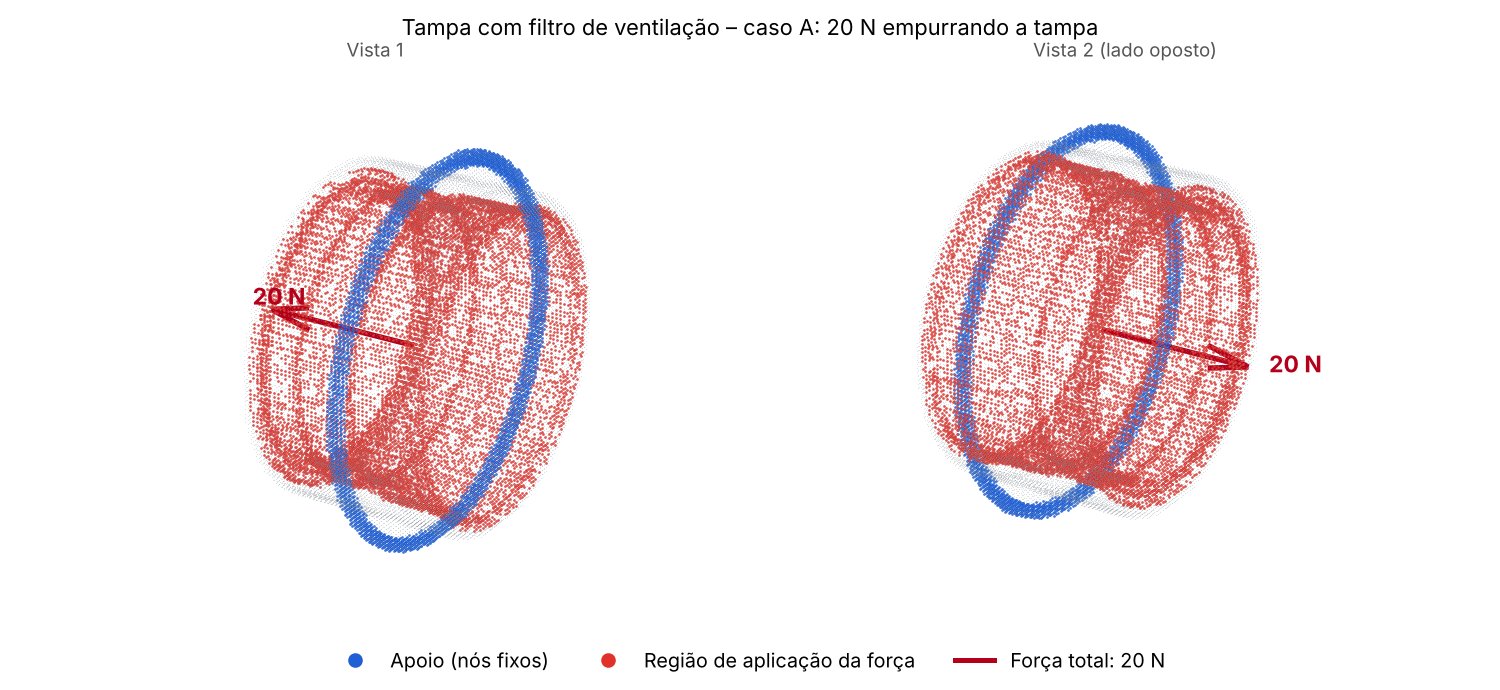 Tampa com filtro de ventilação – caso A: 20 N empurrando a tampa
Vista 1
Vista 2 (lado oposto)
20 N
20 N
Apoio (nós fixos)
Região de aplicação da força
Força total: 20 N